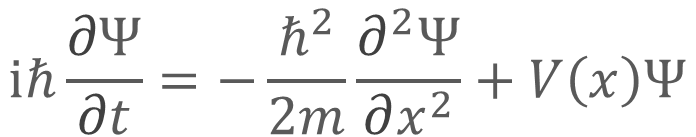 iℏ ∂Ψ/∂t = − ℏ²/2m ∂²Ψ/∂x² + V(x)Ψ